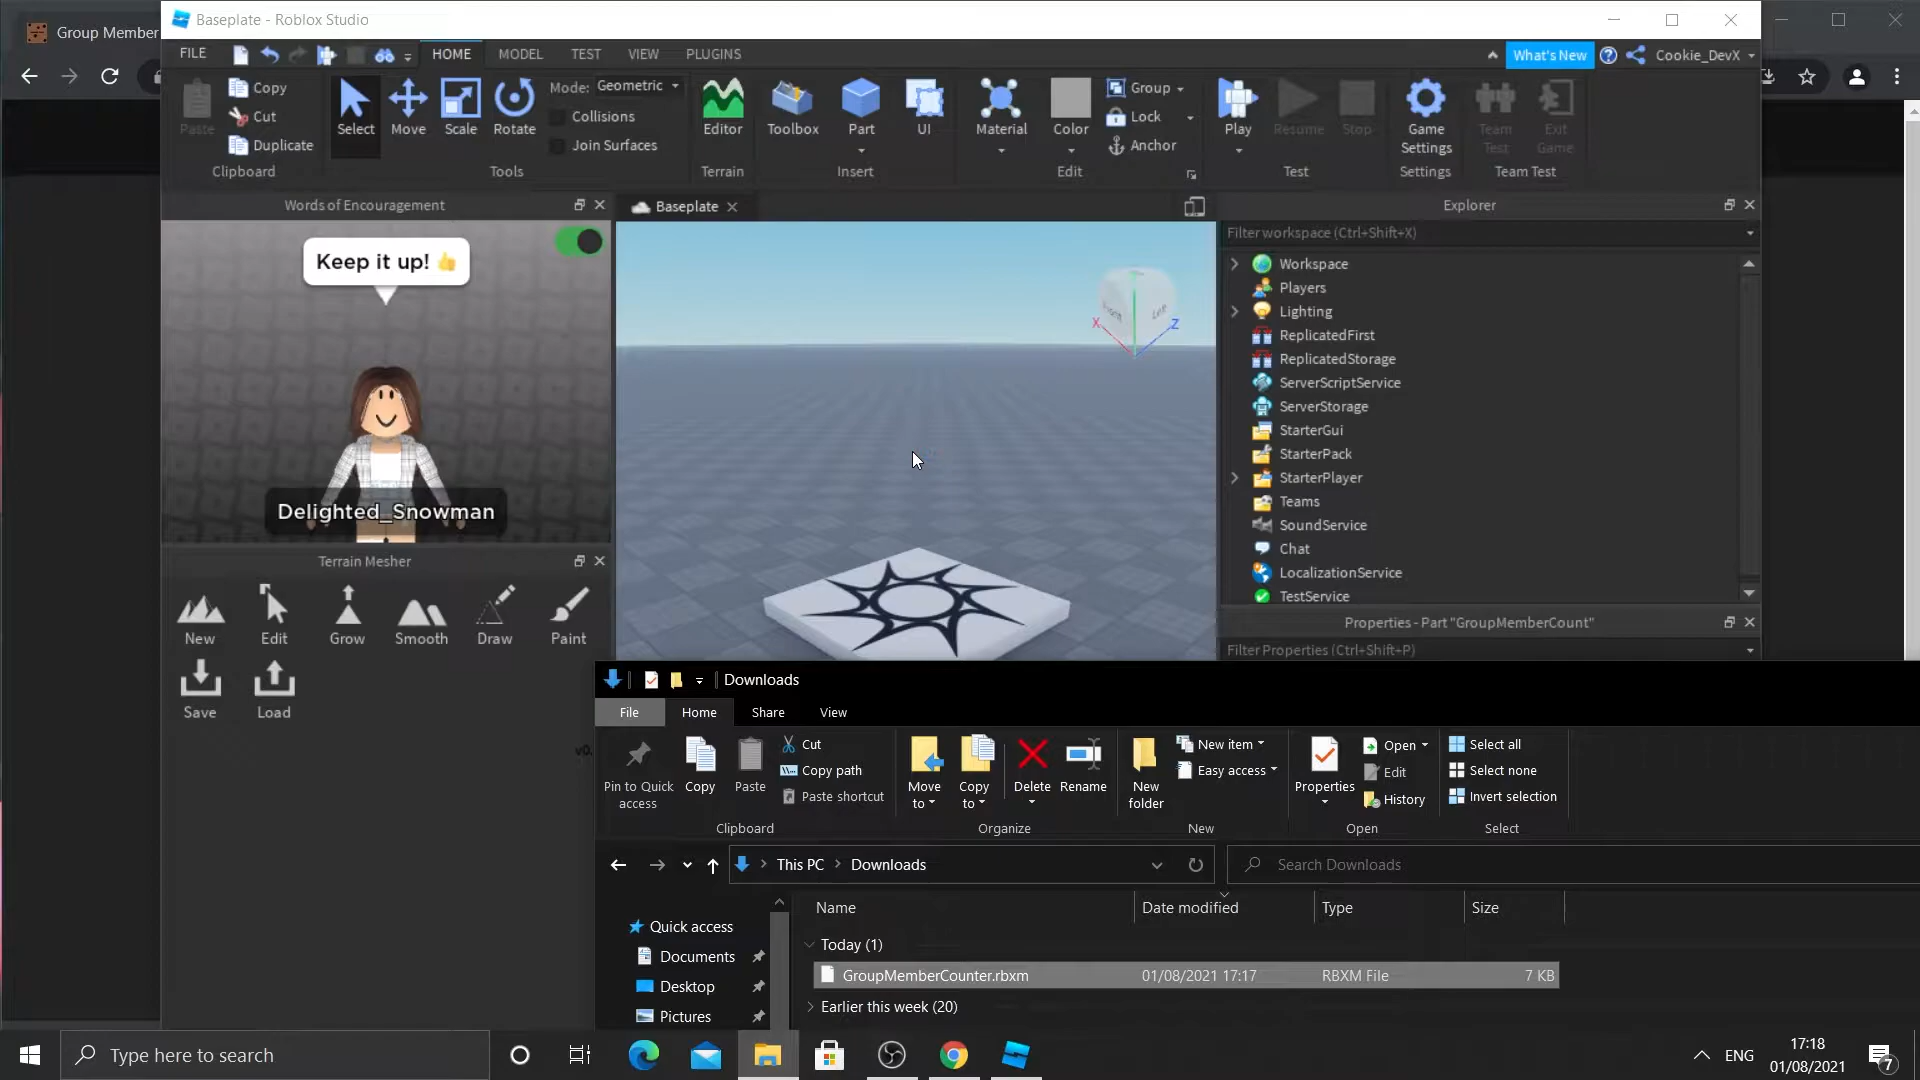 Group Member
Baseplate - Roblox Studio
FILE
HOME
MODEL
TEST
VIEW
PLUGINS
What's New
Cookie_DevX
Paste
Copy
Cut
Duplicate
Clipboard
Select
Move
Scale
Rotate
Mode: Geometric
Collisions
Join Surfaces
Tools
Editor
Terrain
Toolbox
Part
UI
Insert
Material
Color
Group
Lock
Anchor
Edit
Play
Resume
Stop
Test
Game
Settings
Settings
Team
Test
Exit
Game
Team Test
Words of Encouragement
Keep it up! 👍
Delighted_Snowman
Terrain Mesher
New
Edit
Grow
Smooth
Draw
Paint
Save
Load
v0.
Baseplate
X
Z
Left
Explorer
Filter workspace (Ctrl+Shift+X)
Workspace
Players
Lighting
ReplicatedFirst
ReplicatedStorage
ServerScriptService
ServerStorage
StarterGui
StarterPack
StarterPlayer
Teams
SoundService
Chat
LocalizationService
TestService
Properties - Part "GroupMemberCount"
Filter Properties (Ctrl+Shift+P)
Downloads
File
Home
Share
View
Pin to Quick
access
Copy
Paste
Cut
Copy path
Paste shortcut
Clipboard
Move
to
Copy
to
Delete
Rename
Organize
New
folder
New item
Easy access
New
Properties
Open
Edit
History
Open
Select all
Select none
Invert selection
Select
This PC
Downloads
Search Downloads
Quick access
Documents
Desktop
Pictures
Name
Date modified
Type
Size
Today (1)
GroupMemberCounter.rbxm
01/08/2021 17:17
RBXM File
7 KB
Earlier this week (20)
Type here to search
ENG
17:18
01/08/2021
7